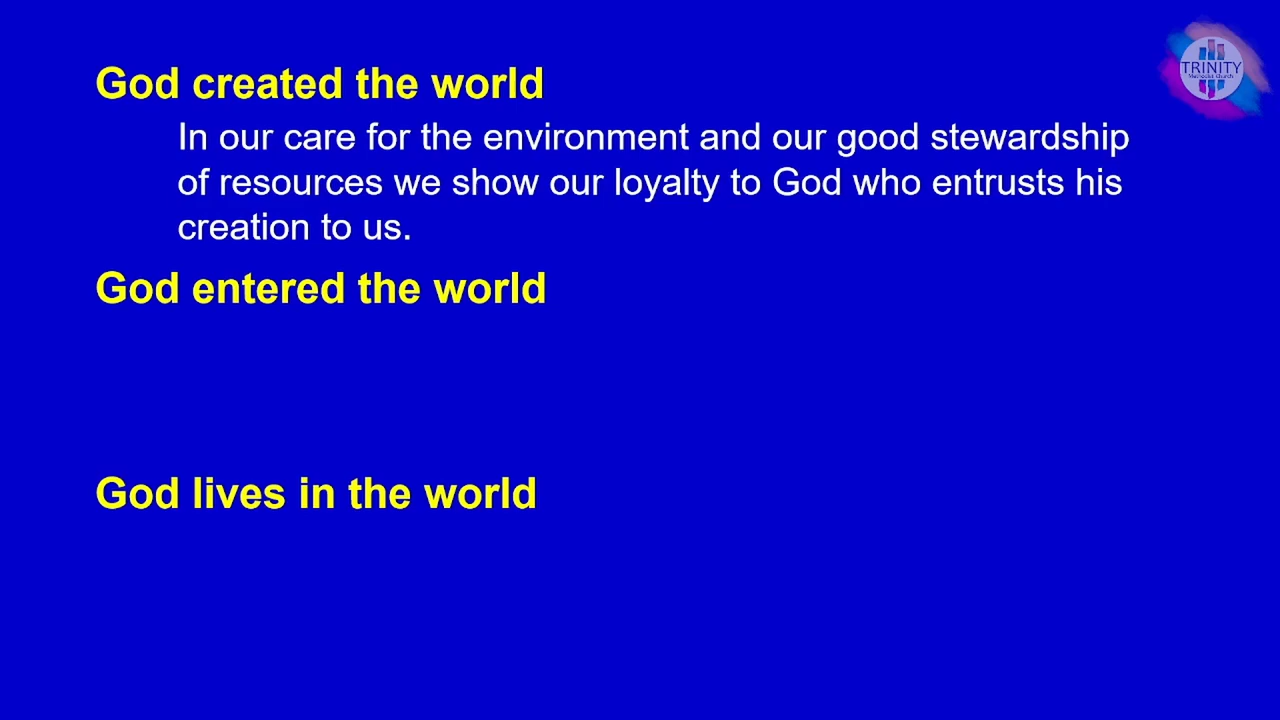 TRINITY
Methodist Church
God created the world
In our care for the environment and our good stewardship
of resources we show our loyalty to God who entrusts his
creation to us.
God entered the world
God lives in the world